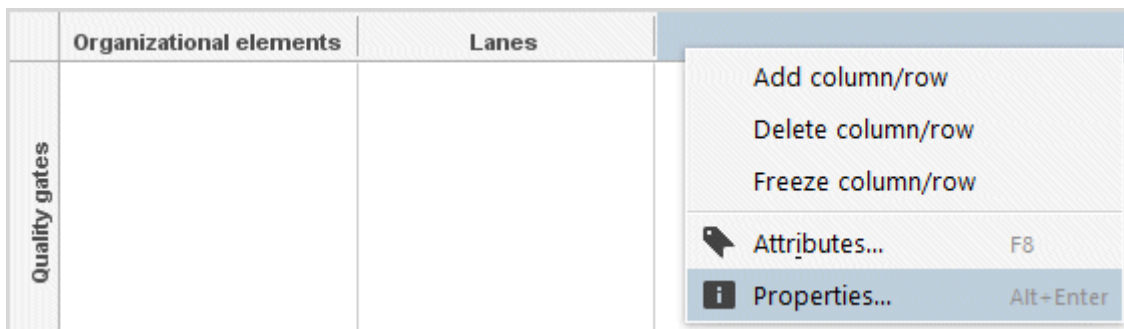 Organizational elements
Lanes
Add column/row
Delete column/row
Freeze column/row
Quality gates
Attributes... F8
Properties... Alt+Enter